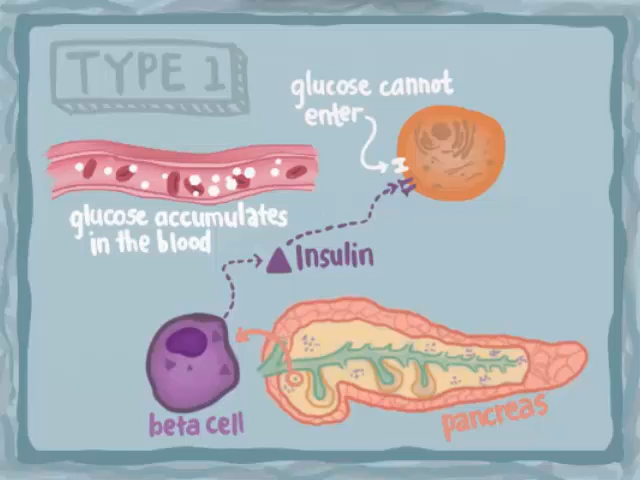 TYPE 1
glucose cannot
enter
glucose accumulates
in the blood
Insulin
beta cell
pancreas